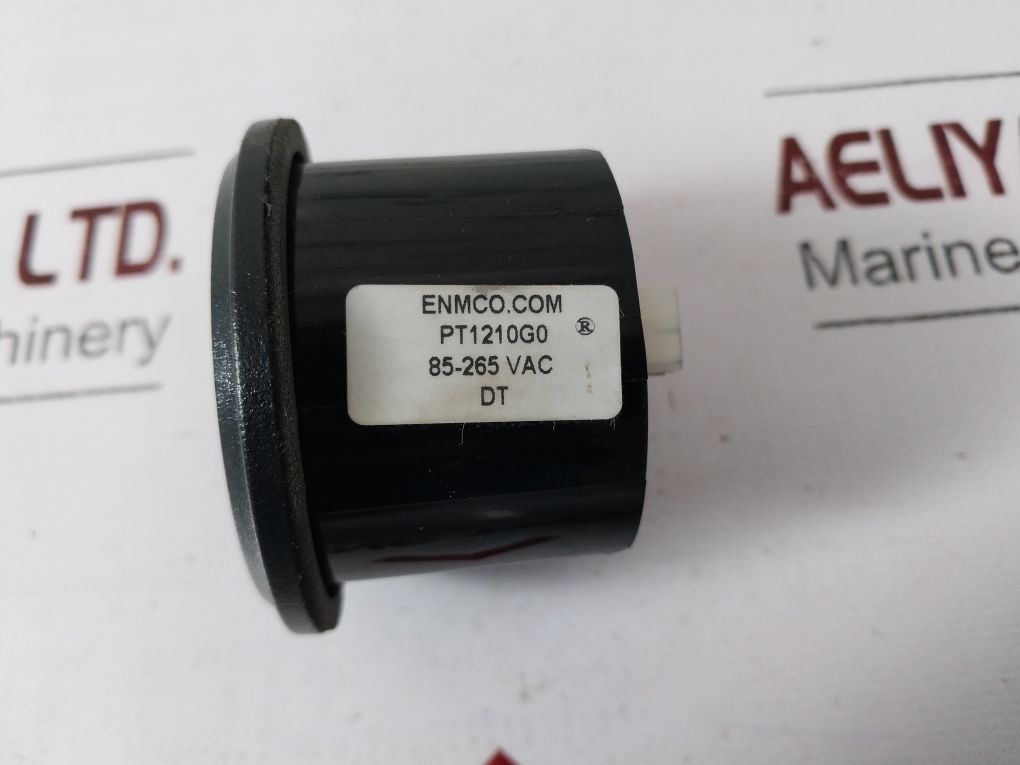 LTD.
hinery
AELIY
Marine
ENMCO.COM
PT1210G0 ®
85-265 VAC
DT